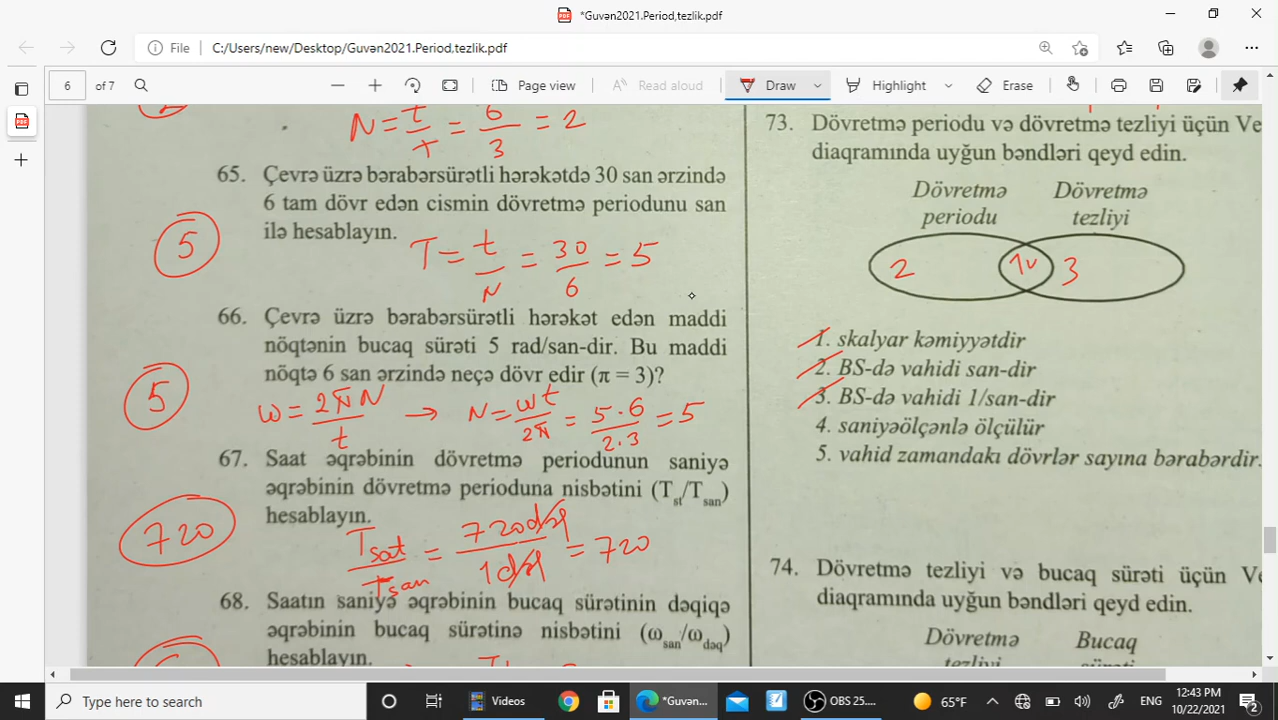 *Guvən2021.Period,tezlik.pdf
File C:/Users/new/Desktop/Guvən2021.Period.tezlik.pdf
6 of 7 Page view Read aloud Draw Highlight Erase
N = t/T = 6/3 = 2
65. Çevrə üzrə bərabərsürətli hərəkətdə 30 san ərzində
6 tam dövr edən cismin dövretmə periodunu san
ilə hesablayın.
5
T = t/N = 30/6 = 5
66. Çevrə üzrə bərabərsürətli hərəkət edən maddi
nöqtənin bucaq sürəti 5 rad/san-dir. Bu maddi
nöqtə 6 san ərzində neçə dövr edir (π = 3)?
5
ω = 2πN/t → N = ωt/2π = 5·6/2·3 = 5
67. Saat əqrəbinin dövretmə periodunun saniyə
əqrəbinin dövretmə perioduna nisbətini (Tst/Tsan)
hesablayın.
720
Tsat/Tsan = 720dəq/1dəq = 720
68. Saatın saniyə əqrəbinin bucaq sürətinin dəqiqə
əqrəbinin bucaq sürətinə nisbətini (ωsan/ωdəq)
hesablayın.
73. Dövretmə periodu və dövretmə tezliyi üçün Ve
diaqramında uyğun bəndləri qeyd edin.
Dövretmə Dövretmə
periodu tezliyi
2 3
1. skalyar kəmiyyətdir
2. BS-də vahidi san-dir
3. BS-də vahidi 1/san-dir
4. saniyəölçənlə ölçülür
5. vahid zamandakı dövrlər sayına bərabərdir.
74. Dövretmə tezliyi və bucaq sürəti üçün Ve
diaqramında uyğun bəndləri qeyd edin.
Dövretmə Bucaq
tezliyi sürəti
Type here to search Videos *Guvən... OBS 25.... 65°F ENG 12:43 PM
10/22/2021 2